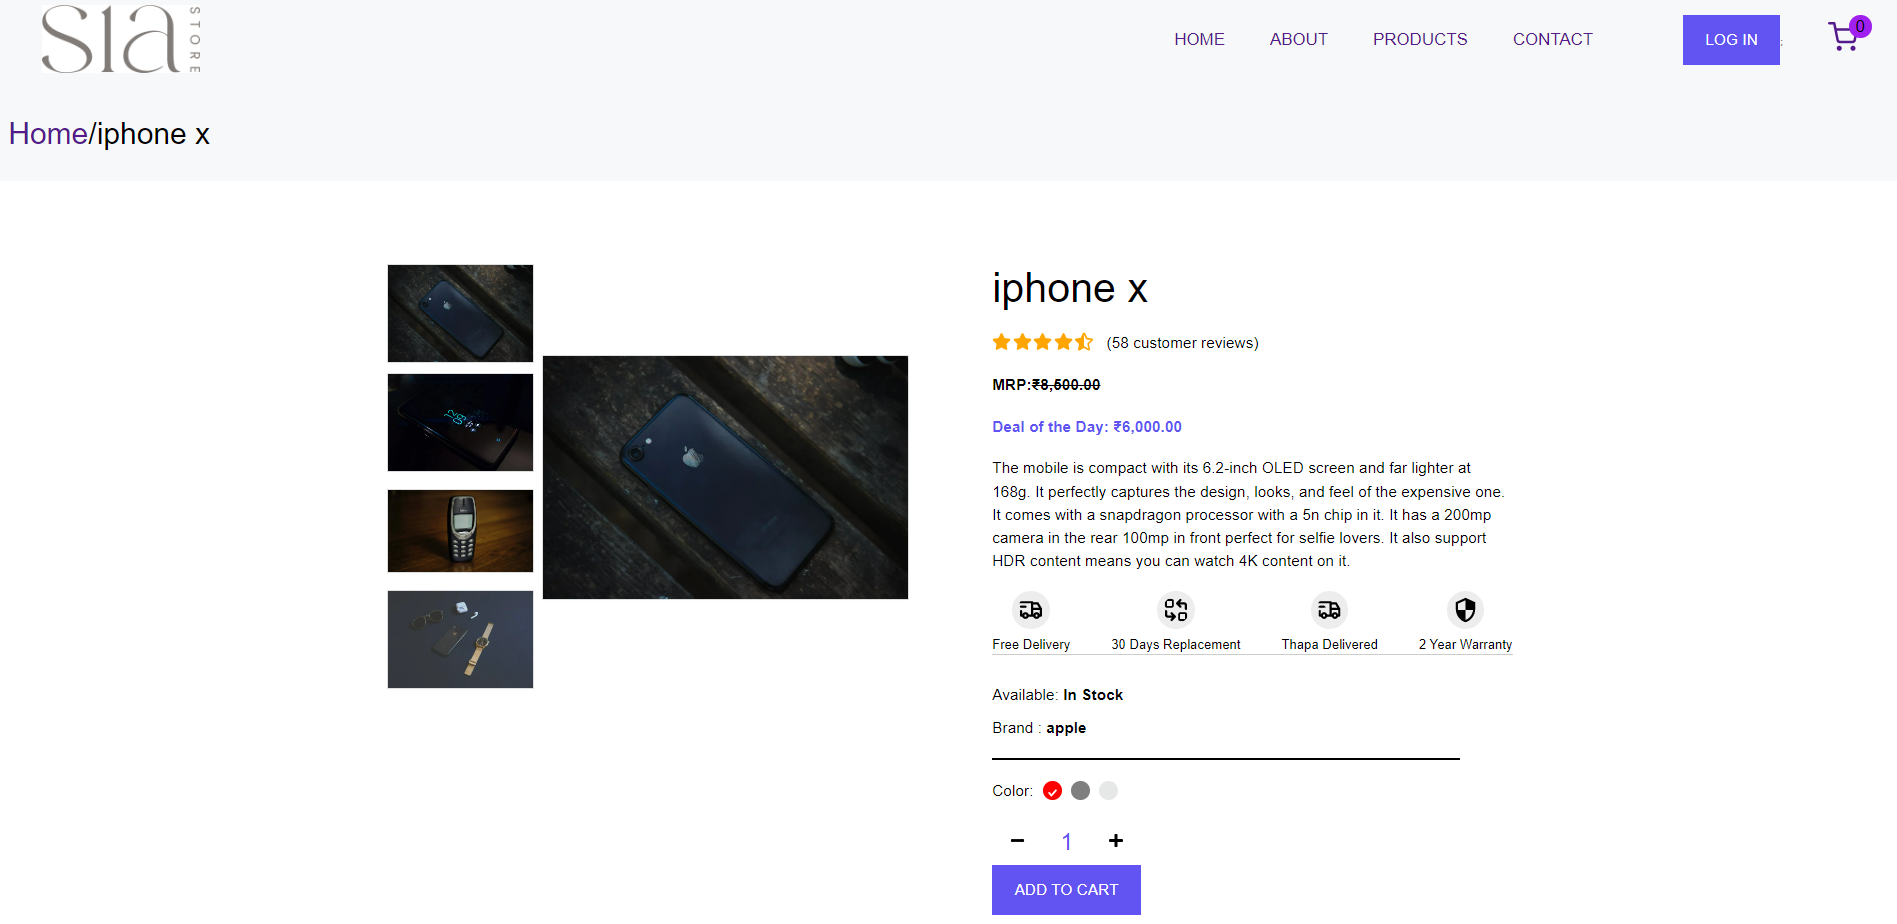 sia STORE
HOME ABOUT PRODUCTS CONTACT LOG IN ; 0
Home/iphone x
iphone x
(58 customer reviews)
MRP:₹8,500.00
Deal of the Day: ₹6,000.00
The mobile is compact with its 6.2-inch OLED screen and far lighter at
168g. It perfectly captures the design, looks, and feel of the expensive one.
It comes with a snapdragon processor with a 5n chip in it. It has a 200mp
camera in the rear 100mp in front perfect for selfie lovers. It also support
HDR content means you can watch 4K content on it.
Free Delivery 30 Days Replacement Thapa Delivered 2 Year Warranty
Available: In Stock
Brand : apple
Color:
1
ADD TO CART